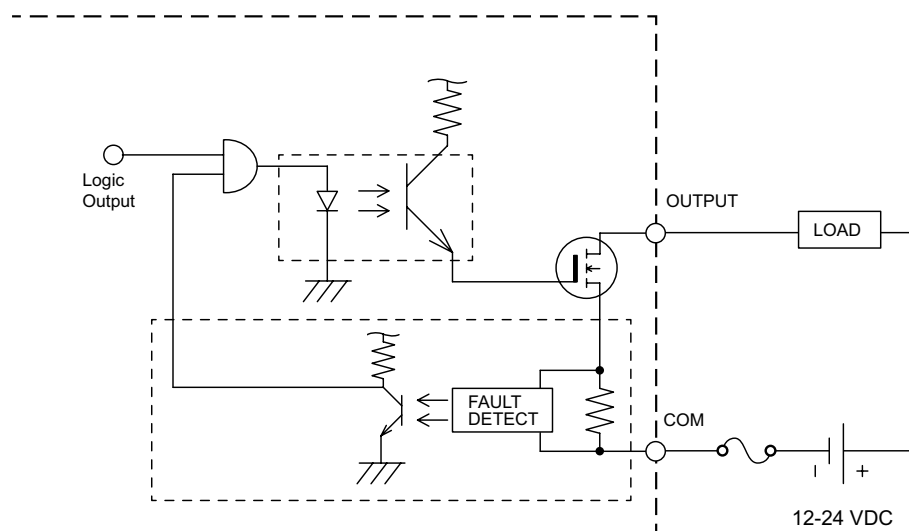 Logic
Output
OUTPUT
LOAD
FAULT
DETECT
COM
- +
12-24 VDC